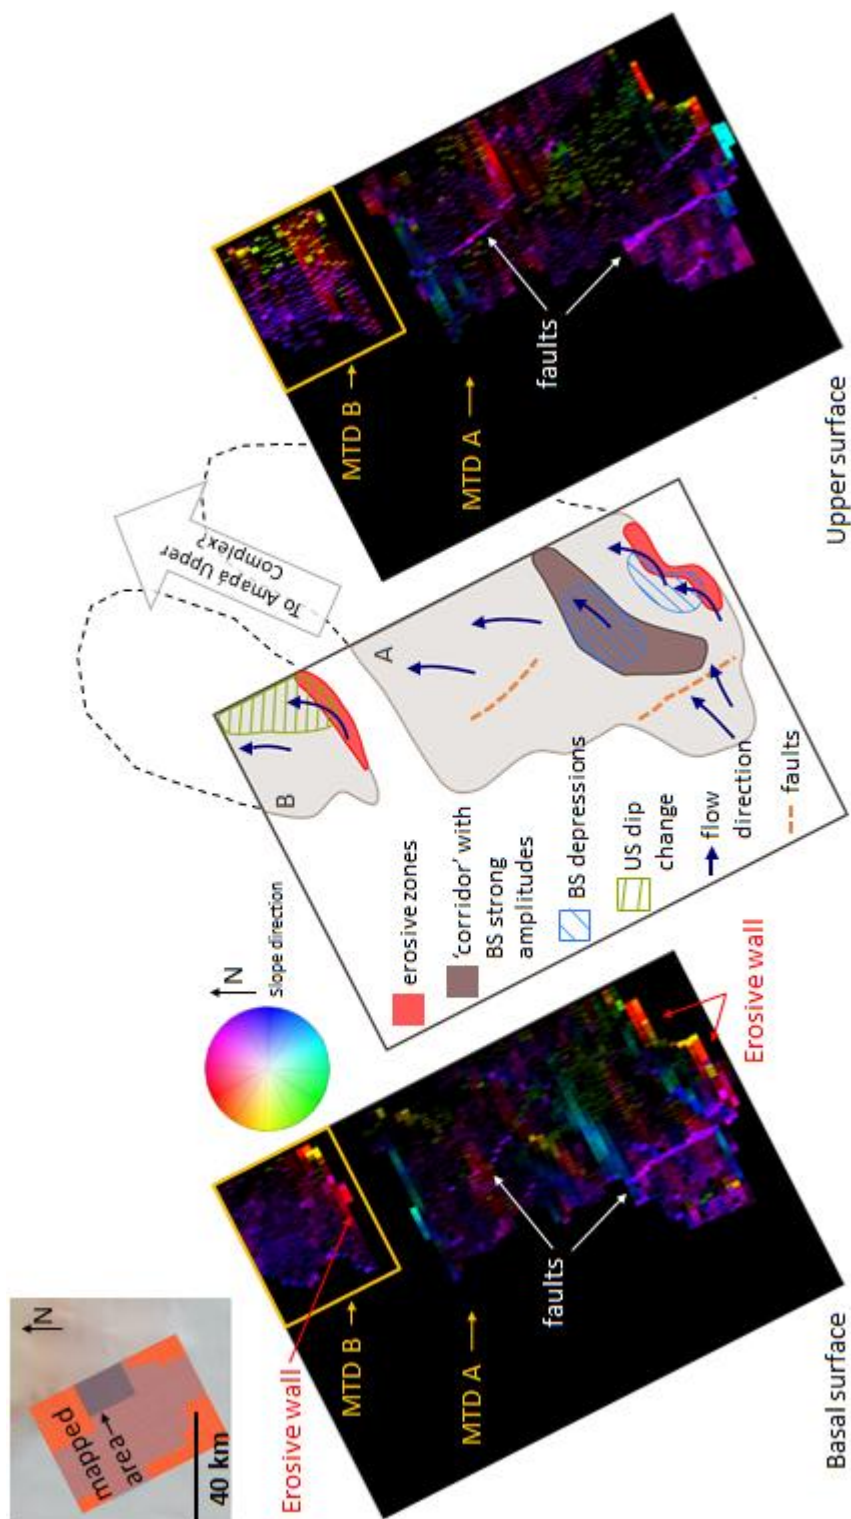 mapped
area
N
40 km
Slope direction
N
Erosive wall
MTD B
MTD A
faults
Basal surface
Erosive wall
To Amapá Upper
Complex?
B
A
erosive zones
'corridor' with
BS strong
amplitudes
BS depressions
US dip
change
flow
direction
faults
MTD B
MTD A
faults
Upper surface